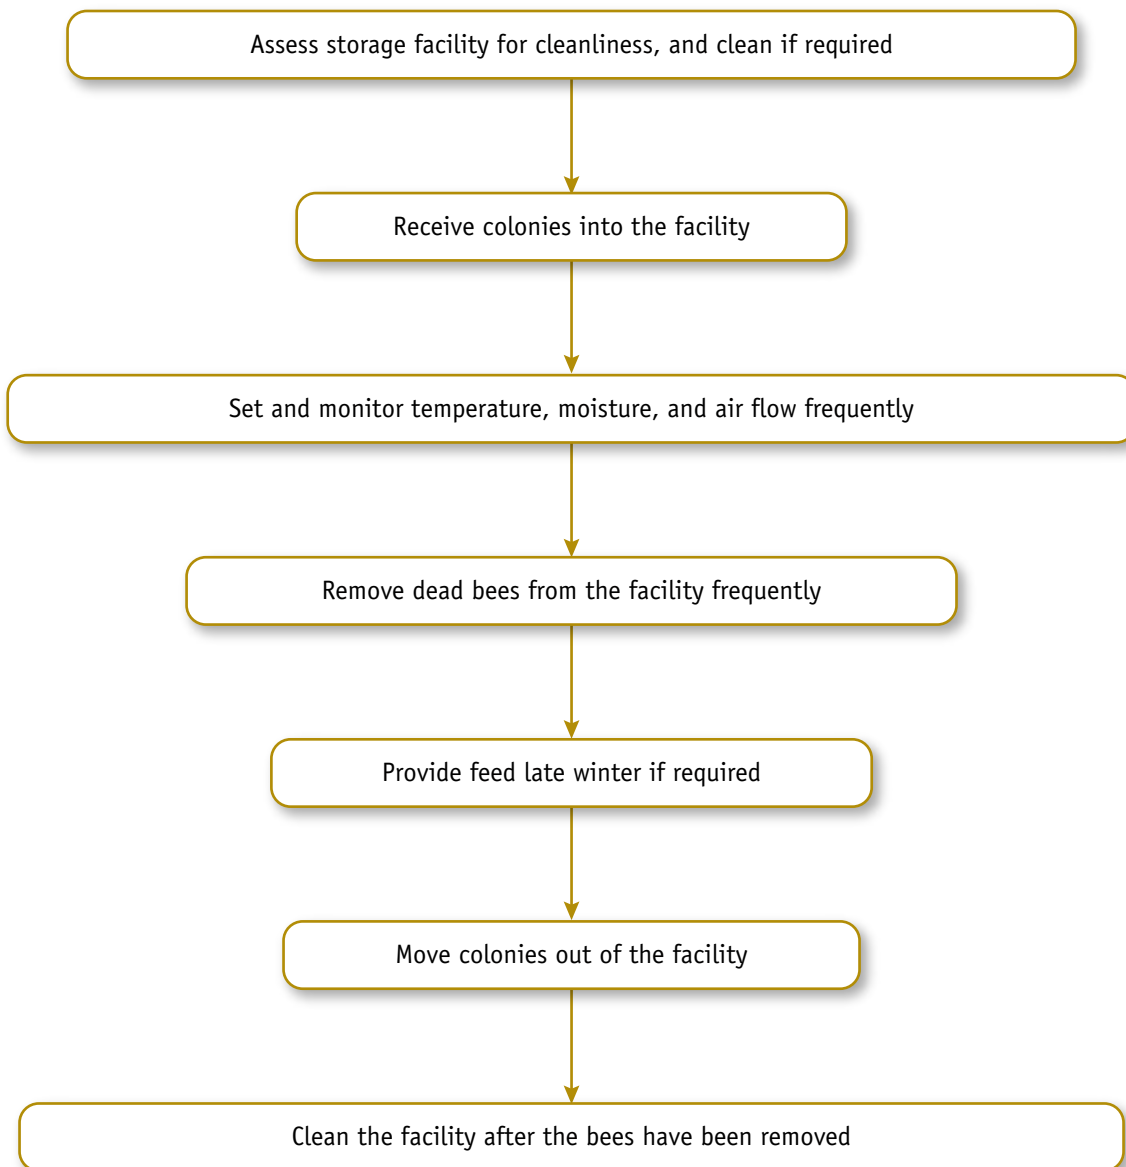 Assess storage facility for cleanliness, and clean if required
Receive colonies into the facility
Set and monitor temperature, moisture, and air flow frequently
Remove dead bees from the facility frequently
Provide feed late winter if required
Move colonies out of the facility
Clean the facility after the bees have been removed